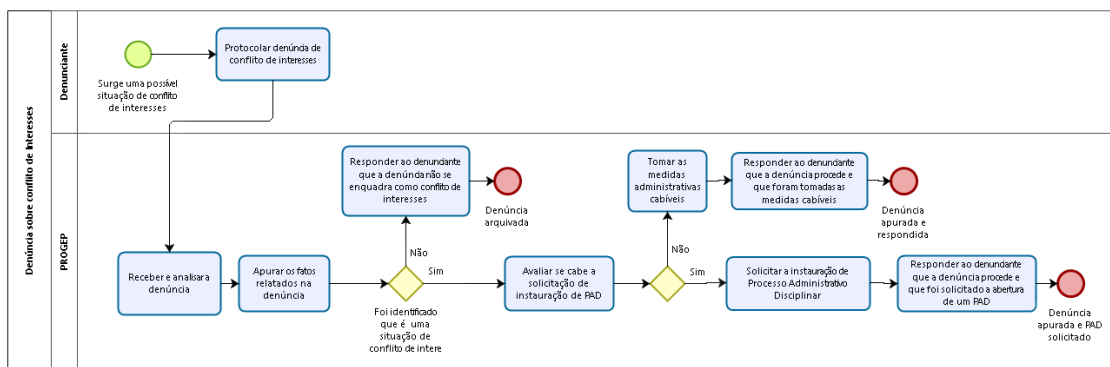 Denúncia sobre conflito de interesses
Denunciante
Surge uma possível
situação de conflito
de interesses
Protocolar denúncia de
conflito de interesses
PROGEP
Receber e analisar a
denúncia
Apurar os fatos
relatados na
denúncia
Foi identificado
que é uma
situação de
conflito de intere
Não
Sim
Responder ao denunciante
que a denúncia não se
enquadra como conflito de
interesses
Denúncia
arquivada
Avaliar se cabe a
solicitação de
instauração de PAD
Não
Sim
Tomar as
medidas
administrativas
cabíveis
Responder ao denunciante
que a denúncia procede e
que foram tomadas as
medidas cabíveis
Denúncia
apurada e
respondida
Solicitar a instauração de
Processo Administrativo
Disciplinar
Responder ao denunciante
que a denúncia procede e
que foi solicitado a abertura
de um PAD
Denúncia
apurada e PAD
solicitado